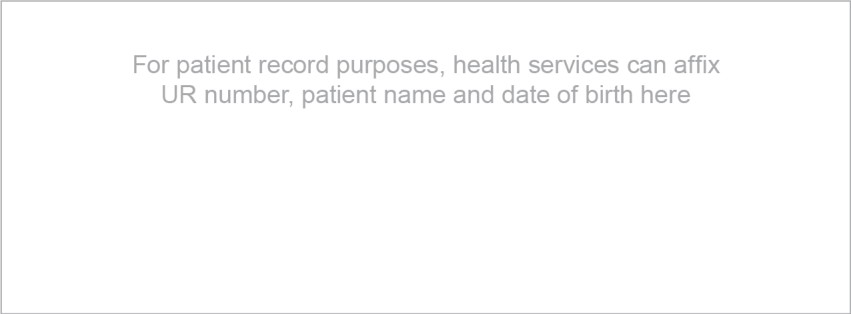 For patient record purposes, health services can affix
UR number, patient name and date of birth here